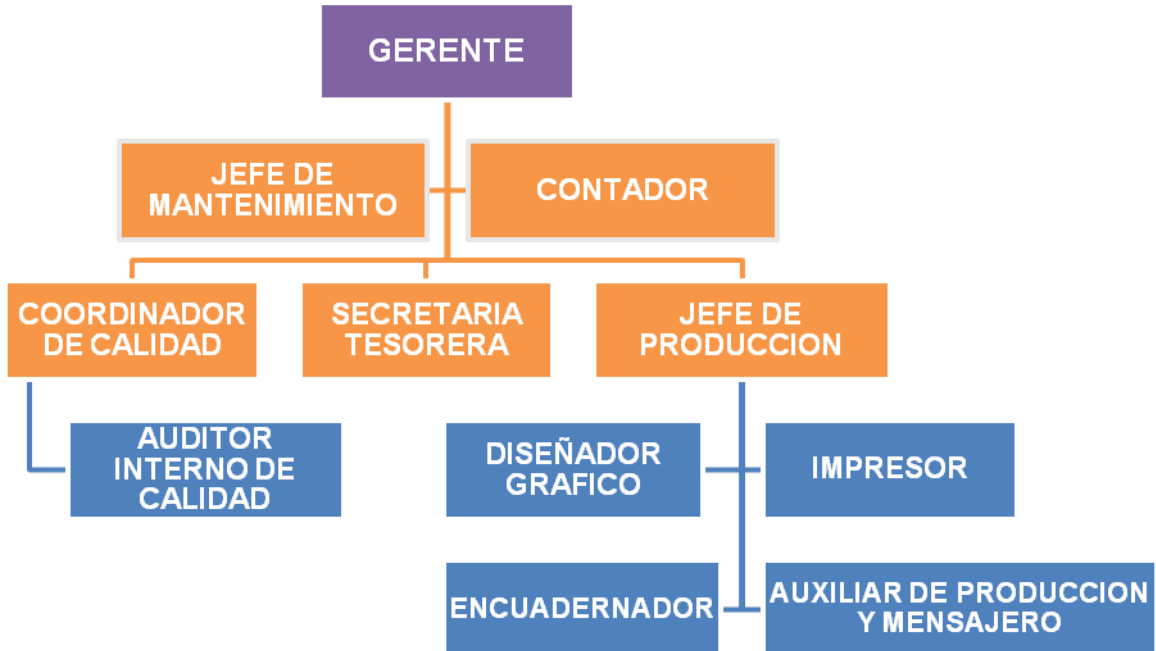 GERENTE
JEFE DE
MANTENIMIENTO
CONTADOR
COORDINADOR
DE CALIDAD
SECRETARIA
TESORERA
JEFE DE
PRODUCCION
AUDITOR
INTERNO DE
CALIDAD
DISEÑADOR
GRAFICO
IMPRESOR
ENCUADERNADOR
AUXILIAR DE PRODUCCION
Y MENSAJERO